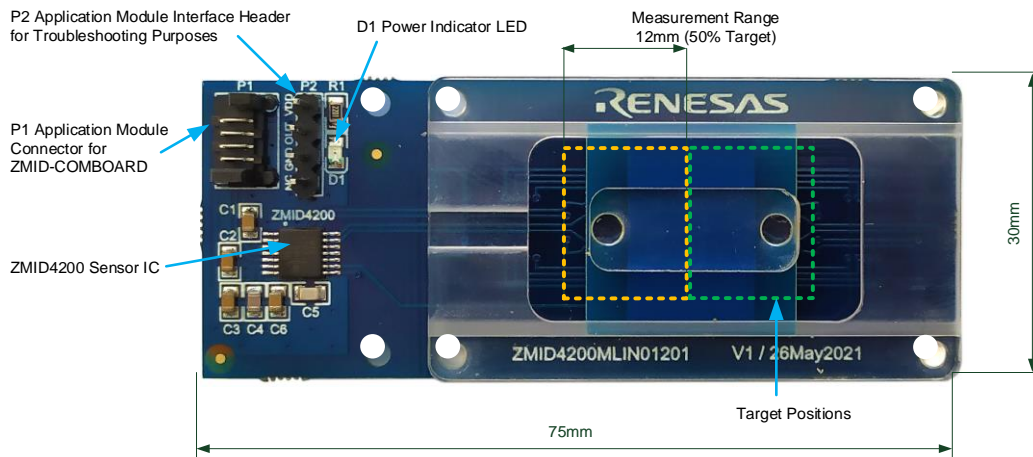 P2 Application Module Interface Header
for Troubleshooting Purposes
D1 Power Indicator LED
Measurement Range
12mm (50% Target)
P1 Application Module
Connector for
ZMID-COMBOARD
ZMID4200 Sensor IC
P1
P2
R1
VDD
OUT
GND
NC
D1
RENESAS
ZMID4200
C1
C2
C3
C4
C6
C5
ZMID4200MLIN01201
V1 / 26May2021
Target Positions
30mm
75mm